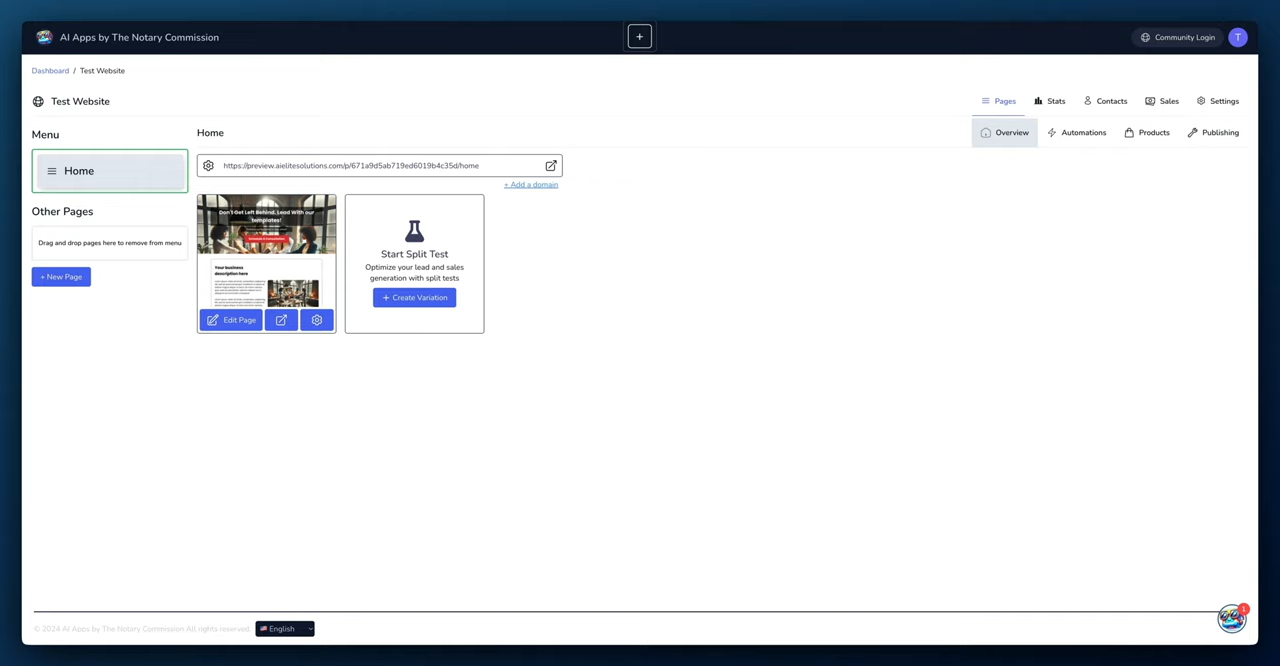 AI Apps by The Notary Commission
+
Community Login
T
Dashboard / Test Website
Test Website
Pages
Stats
Contacts
Sales
Settings
Menu
Home
Overview
Automations
Products
Publishing
Home
https://preview.aielitesolutions.com/p/671a9d5ab719ed6019b4c35d/home
+ Add a domain
Other Pages
Drag and drop pages here to remove from menu
+ New Page
Don't Get Left Behind. Lead With our
templates!
Schedule A Consultation
Your business
description here
Edit Page
Start Split Test
Optimize your lead and sales
generation with split tests
+ Create Variation
© 2024 AI Apps by The Notary Commission All rights reserved.
English
1